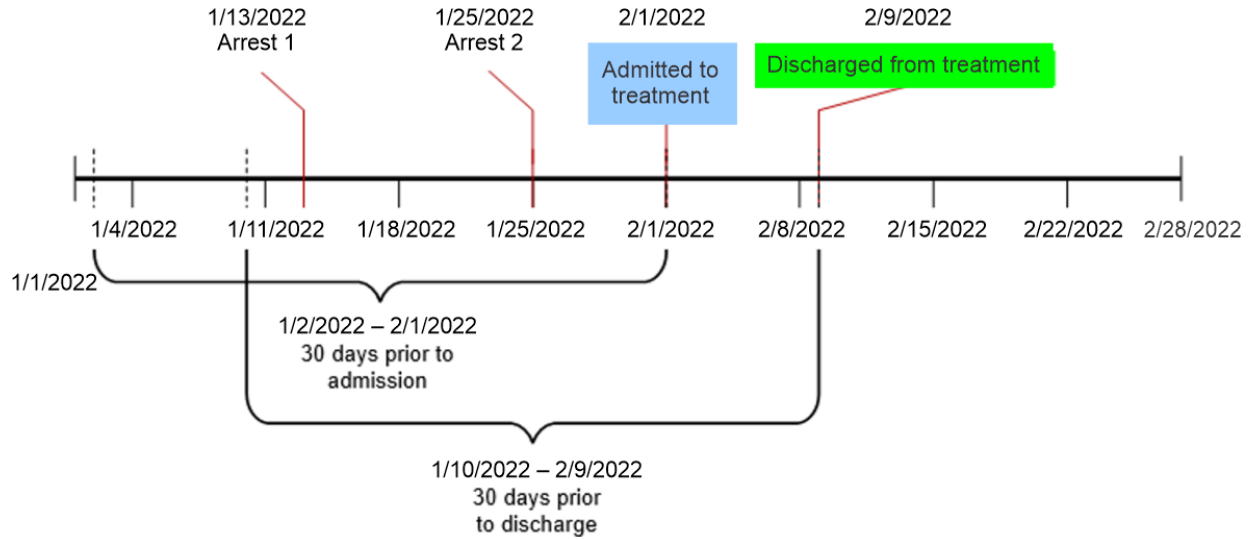 1/13/2022
Arrest 1
1/25/2022
Arrest 2
2/1/2022
2/9/2022
Admitted to
treatment
Discharged from treatment
1/4/2022
1/11/2022
1/18/2022
1/25/2022
2/1/2022
2/8/2022
2/15/2022
2/22/2022
2/28/2022
1/1/2022
1/2/2022 – 2/1/2022
30 days prior to
admission
1/10/2022 – 2/9/2022
30 days prior
to discharge